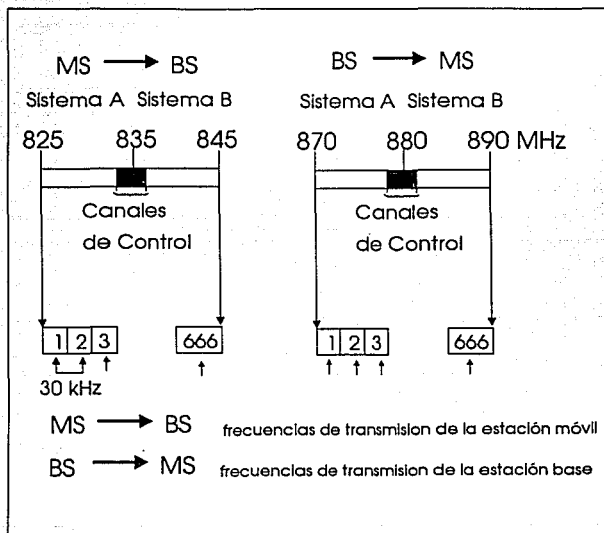 MS BS BS MS
Sistema A Sistema B Sistema A Sistema B
825 835 845 870 880 890 MHz
Canales Canales
de Control de Control
1 2 3 666 1 2 3 666
30 kHz
MS BS frecuencias de transmision de la estación móvil
BS MS frecuencias de transmision de la estación base